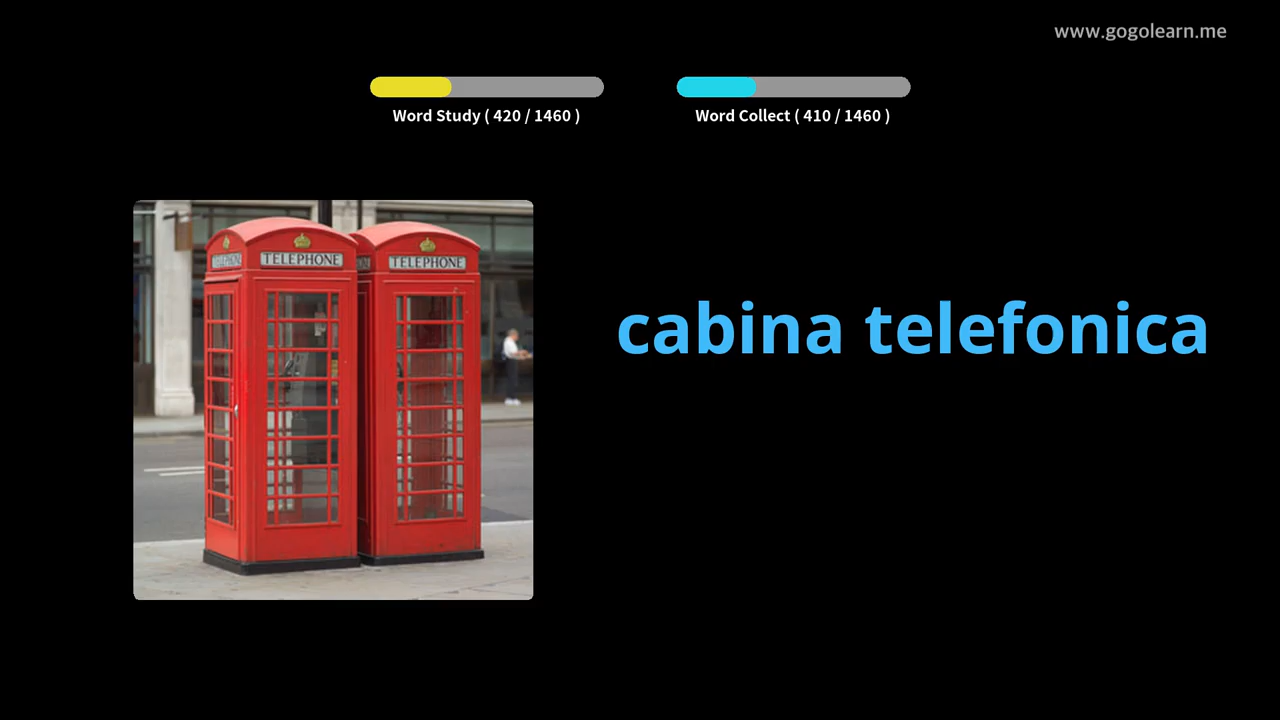 www.gogolearn.me
Word Study ( 420 / 1460 )
Word Collect ( 410 / 1460 )
TELEPHONE
TELEPHONE
cabina telefonica